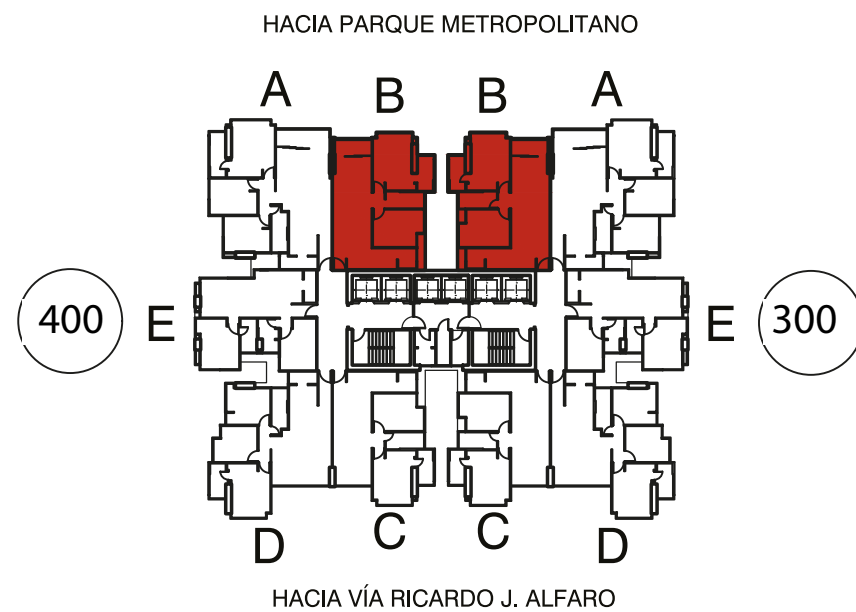 HACIA PARQUE METROPOLITANO
A B B A
400 E E 300
D C C D
HACIA VÍA RICARDO J. ALFARO